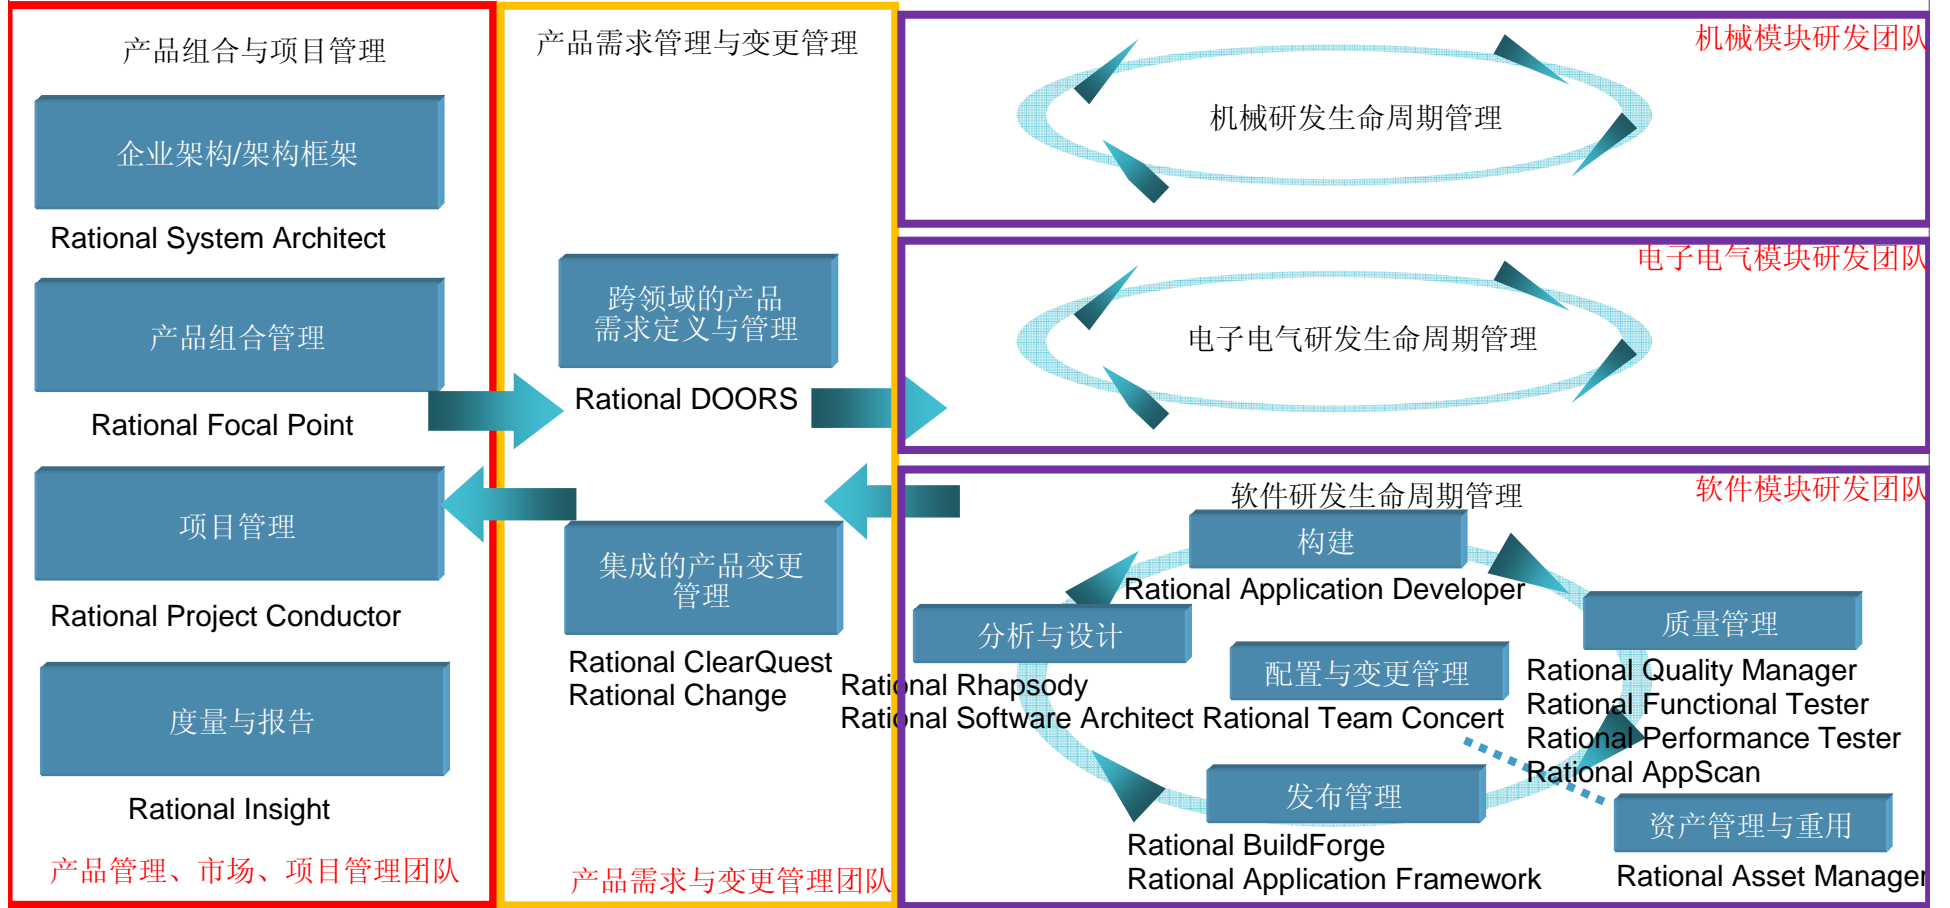 产品组合与项目管理
企业架构/架构框架
Rational System Architect
产品组合管理
Rational Focal Point
项目管理
Rational Project Conductor
度量与报告
Rational Insight
产品管理、市场、项目管理团队
产品需求管理与变更管理
跨领域的产品
需求定义与管理
Rational DOORS
集成的产品变更
管理
Rational ClearQuest
Rational Change
产品需求与变更管理团队
机械模块研发团队
机械研发生命周期管理
电子电气模块研发团队
电子电气研发生命周期管理
软件模块研发团队
软件研发生命周期管理
构建
Rational Application Developer
分析与设计
Rational Rhapsody
Rational Software Architect
配置与变更管理
Rational Team Concert
质量管理
Rational Quality Manager
Rational Functional Tester
Rational Performance Tester
Rational AppScan
发布管理
Rational BuildForge
Rational Application Framework
资产管理与重用
Rational Asset Manager